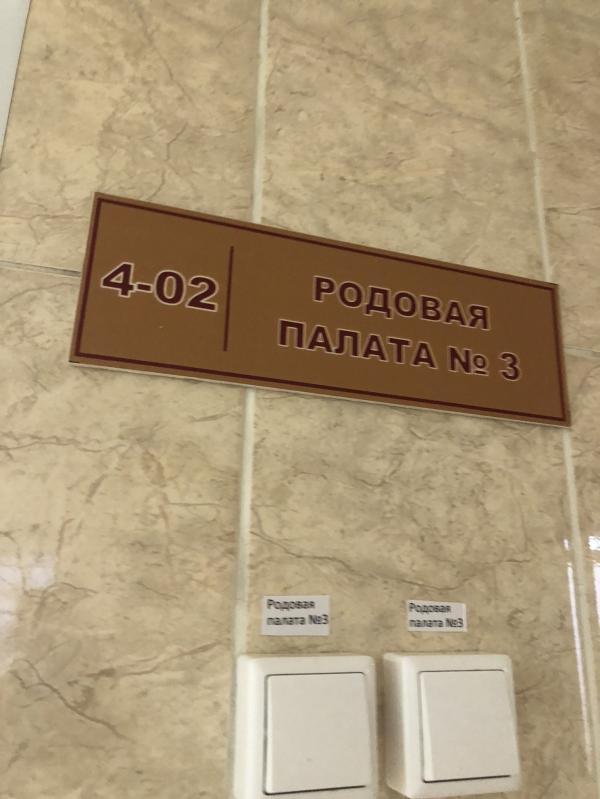 4-02
РОДОВАЯ
ПАЛАТА № 3
Родовая
палата №3
Родовая
палата №3